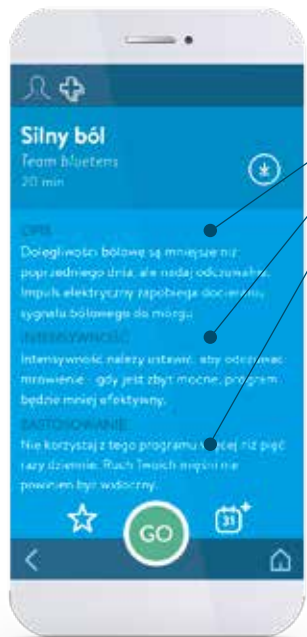 Silny ból
Team Bluetens
20 min
OPIS
Dolegliwości bólowe są mniejsze niż
poprzedniego dnia, ale nadal odczuwalne.
Impuls elektryczny zapobiega docieraniu
sygnału bólowego do mózgu
INTENSYWNOŚĆ
Intensywność należy ustawić, aby odczuwać
mrowienie - gdy jest zbyt mocne, program
będzie mniej efektywny.
ZASTOSOWANIE
Nie korzystaj z tego programu więcej niż pięć
razy dziennie. Ruch Twoich mięśni nie
powinien być widoczny.
GO
31